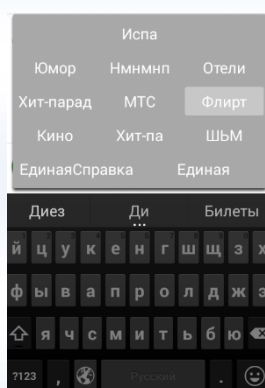 Испа
Юмор Нмнмнп Отели
Хит-парад МТС Флирт
Кино Хит-па ШЬМ
ЕдинаяСправка Единая
Диез Ди Билеты
й ц у к е н г ш щ з х
ф ы в а п р о л д ж э
я ч с м и т ь б ю
?123 , Русский .